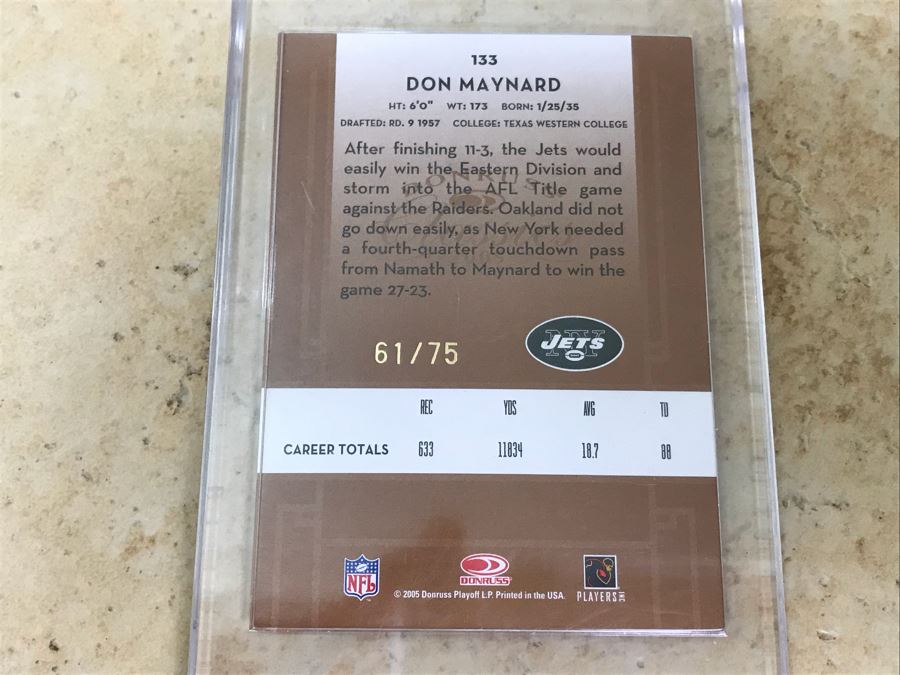 133
DON MAYNARD
HT: 6'0" WT: 173 BORN: 1/25/35
DRAFTED: RD. 9 1957 COLLEGE: TEXAS WESTERN COLLEGE
After finishing 11-3, the Jets would
easily win the Eastern Division and
storm into the AFL Title game
against the Raiders. Oakland did not
go down easily, as New York needed
a fourth-quarter touchdown pass
from Namath to Maynard to win the
game 27-23.
DONRUSS
Classics
61/75
NY JETS
REC YDS AVG TD
CAREER TOTALS 633 11834 18.7 88
NFL
DONRUSS
PLAYERS INC
© 2005 Donruss Playoff L.P. Printed in the USA.